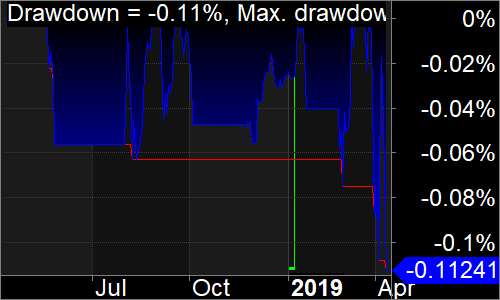 Drawdown = -0.11%, Max. drawdow
0%
-0.02%
-0.04%
-0.06%
-0.08%
-0.1%
-0.11241
Jul
Oct
2019
Apr